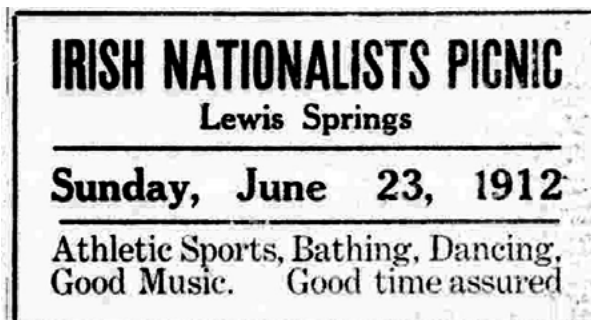 IRISH NATIONALISTS PICNIC
Lewis Springs
Sunday, June 23, 1912
Athletic Sports, Bathing, Dancing,
Good Music. Good time assured